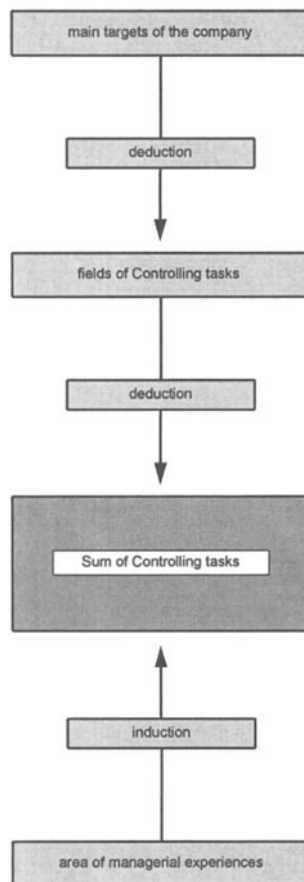 main targets of the company
deduction
fields of Controlling tasks
deduction
Sum of Controlling tasks
induction
area of managerial experiences